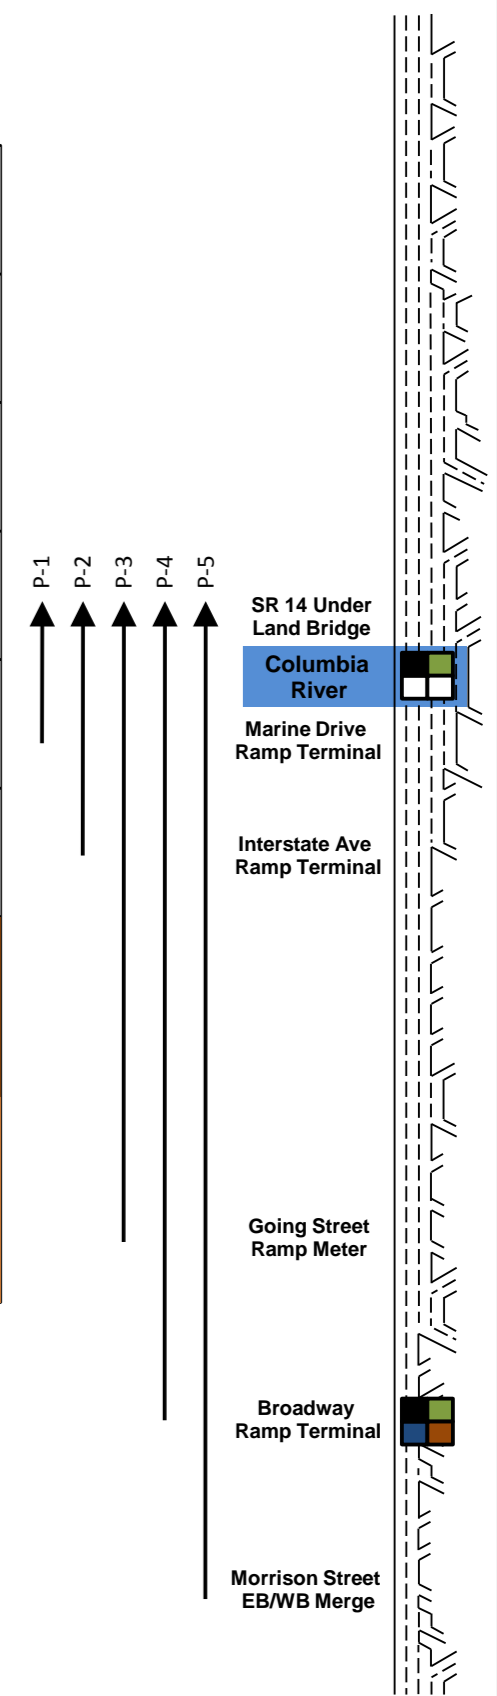 P-1
P-2
P-3
P-4
P-5
SR 14 Under
Land Bridge
Columbia
River
Marine Drive
Ramp Terminal
Interstate Ave
Ramp Terminal
Going Street
Ramp Meter
Broadway
Ramp Terminal
Morrison Street
EB/WB Merge